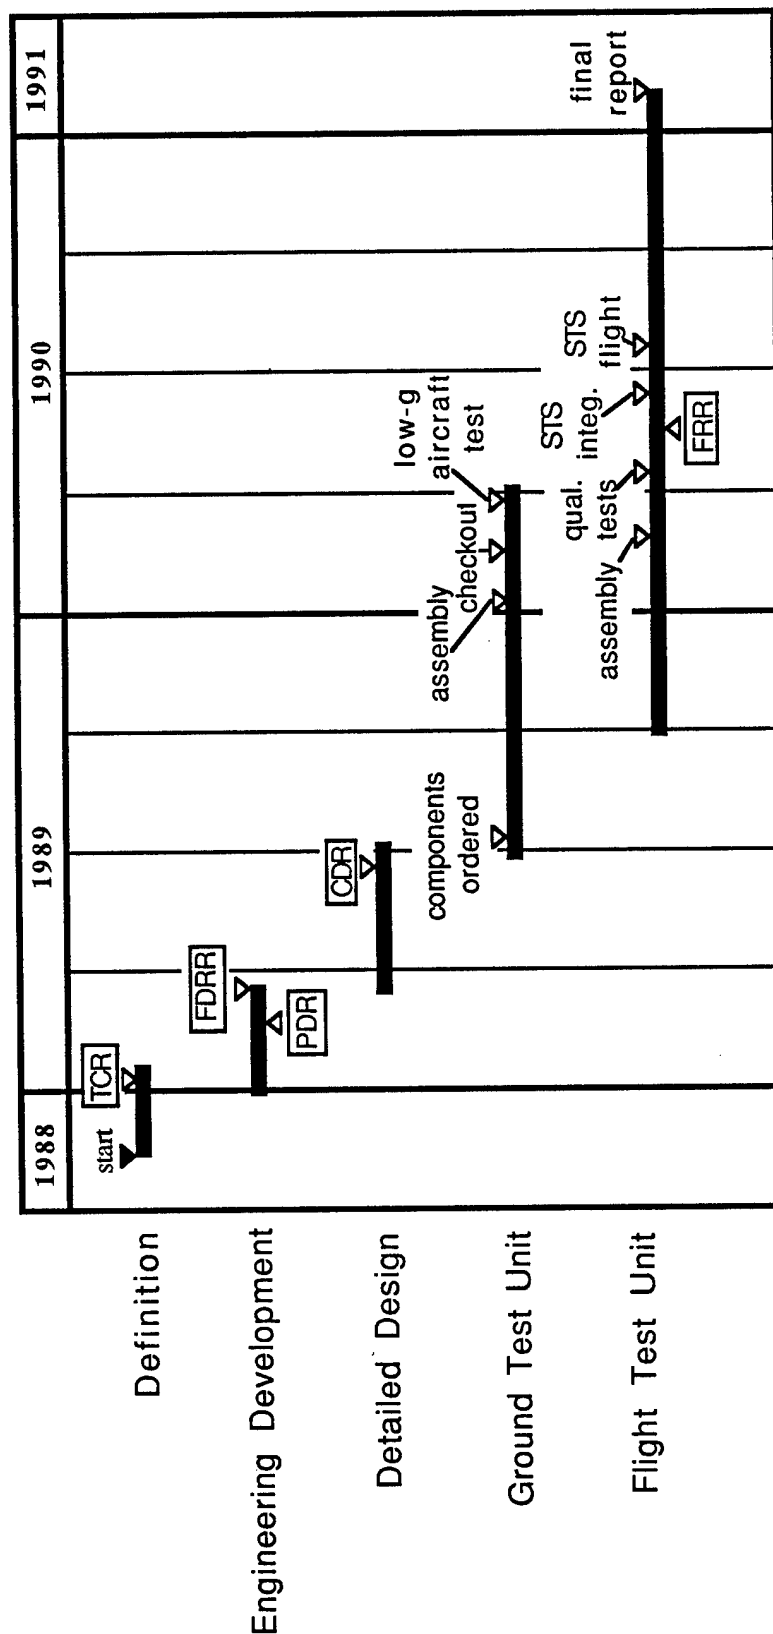 1988 1989 1990 1991
Definition
start
TCR
Engineering Development
FDRR
PDR
Detailed Design
CDR
Ground Test Unit
components
ordered
assembly
checkout
low-g
aircraft
test
Flight Test Unit
assembly
qual.
tests
FRR
STS
integ.
STS
flight
final
report